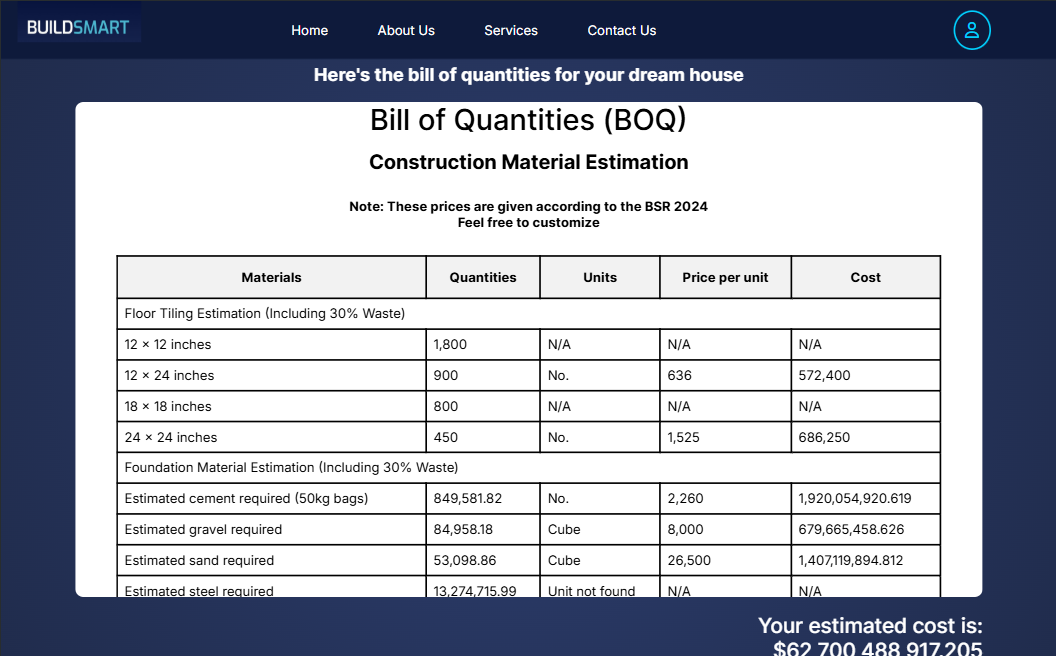 BUILDSMART
Home About Us Services Contact Us
Here's the bill of quantities for your dream house
Bill of Quantities (BOQ)
Construction Material Estimation
Note: These prices are given according to the BSR 2024
Feel free to customize
Materials Quantities Units Price per unit Cost
Floor Tiling Estimation (Including 30% Waste)
12 × 12 inches 1,800 N/A N/A N/A
12 × 24 inches 900 No. 636 572,400
18 × 18 inches 800 N/A N/A N/A
24 × 24 inches 450 No. 1,525 686,250
Foundation Material Estimation (Including 30% Waste)
Estimated cement required (50kg bags) 849,581.82 No. 2,260 1,920,054,920.619
Estimated gravel required 84,958.18 Cube 8,000 679,665,458.626
Estimated sand required 53,098.86 Cube 26,500 1,407,119,894.812
Estimated steel required 13,274,715.99 Unit not found N/A N/A
Your estimated cost is:
$62,700,488,917.205